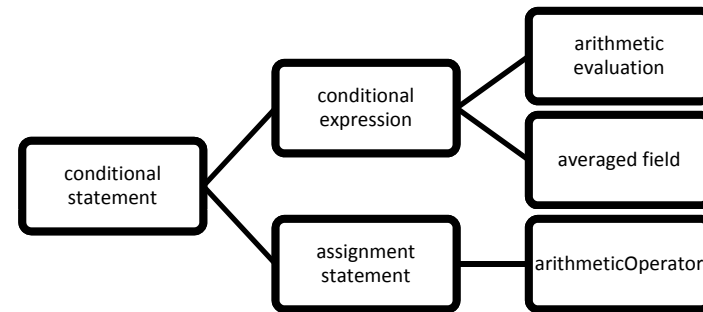 conditional
statement
conditional
expression
arithmetic
evaluation
averaged field
assignment
statement
arithmeticOperator